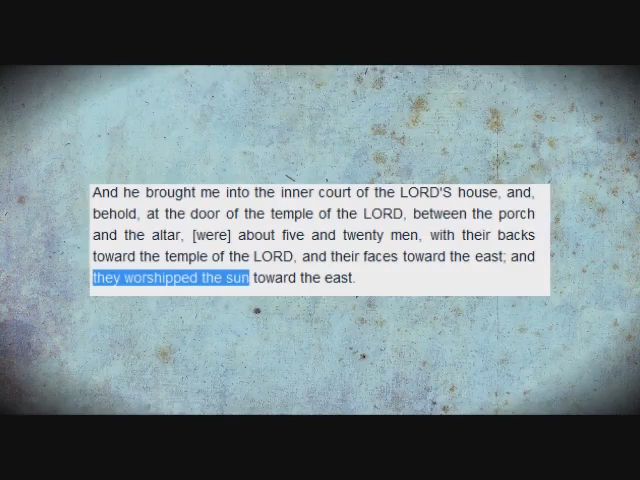 And he brought me into the inner court of the LORD'S house, and,
behold, at the door of the temple of the LORD, between the porch
and the altar, [were] about five and twenty men, with their backs
toward the temple of the LORD, and their faces toward the east; and
they worshipped the sun toward the east.